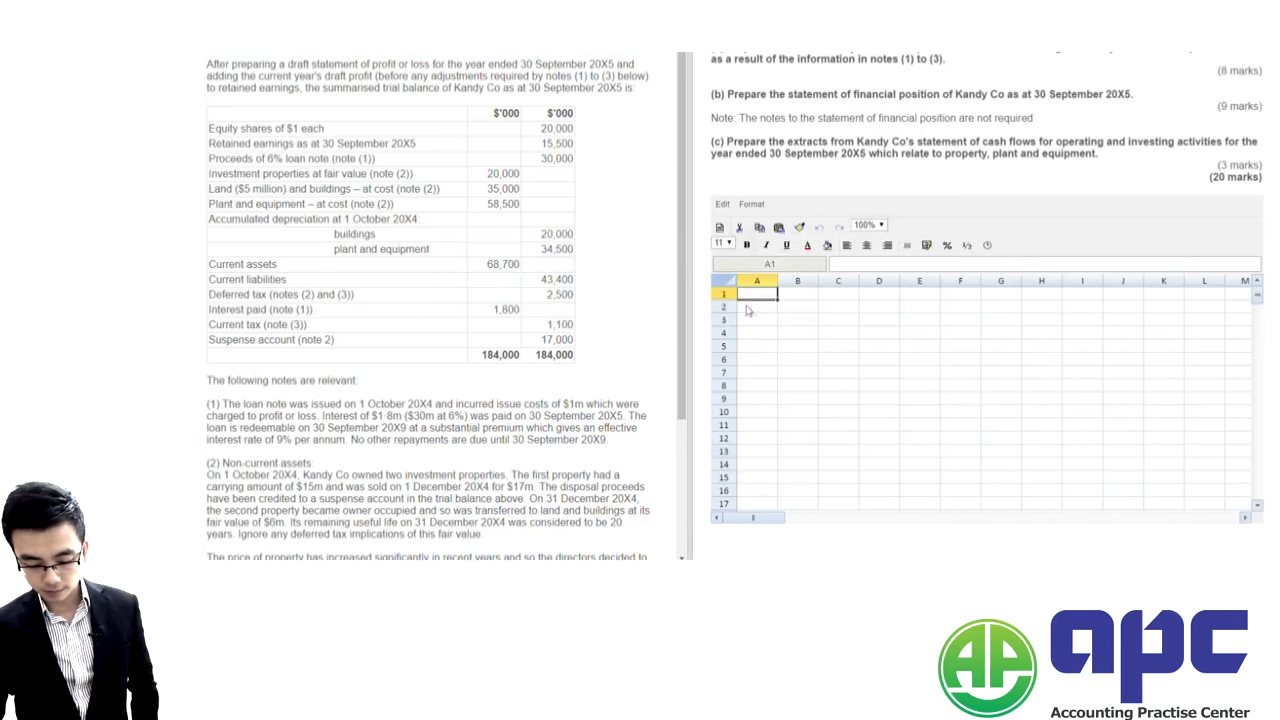 After preparing a draft statement of profit or loss for the year ended 30 September 20X5 and
adding the current year's draft profit (before any adjustments required by notes (1) to (3) below)
to retained earnings, the summarised trial balance of Kandy Co as at 30 September 20X5 is:
$'000 $'000
Equity shares of $1 each 20,000
Retained earnings as at 30 September 20X5 15,500
Proceeds of 6% loan note (note (1)) 30,000
Investment properties at fair value (note (2)) 20,000
Land ($5 million) and buildings – at cost (note (2)) 35,000
Plant and equipment – at cost (note (2)) 58,500
Accumulated depreciation at 1 October 20X4:
buildings 20,000
plant and equipment 34,500
Current assets 68,700
Current liabilities 43,400
Deferred tax (notes (2) and (3)) 2,500
Interest paid (note (1)) 1,800
Current tax (note (3)) 1,100
Suspense account (note 2) 17,000
184,000 184,000
The following notes are relevant
(1) The loan note was issued on 1 October 20X4 and incurred issue costs of $1m which were
charged to profit or loss. Interest of $1·8m ($30m at 6%) was paid on 30 September 20X5. The
loan is redeemable on 30 September 20X9 at a substantial premium which gives an effective
interest rate of 9% per annum. No other repayments are due until 30 September 20X9.
(2) Non-current assets:
On 1 October 20X4, Kandy Co owned two investment properties. The first property had a
carrying amount of $15m and was sold on 1 December 20X4 for $17m. The disposal proceeds
have been credited to a suspense account in the trial balance above. On 31 December 20X4,
the second property became owner occupied and so was transferred to land and buildings at its
fair value of $6m. Its remaining useful life on 31 December 20X4 was considered to be 20
years. Ignore any deferred tax implications of this fair value.
The price of property has increased significantly in recent years and so the directors decided to
as a result of the information in notes (1) to (3).
(8 marks)
(b) Prepare the statement of financial position of Kandy Co as at 30 September 20X5.
(9 marks)
Note: The notes to the statement of financial position are not required
(c) Prepare the extracts from Kandy Co's statement of cash flows for operating and investing activities for the
year ended 30 September 20X5 which relate to property, plant and equipment.
(3 marks)
(20 marks)
Edit Format
100%
11 B I U A % ½
A1
A B C D E F G H I J K L M
1
2
3
4
5
6
7
8
9
10
11
12
13
14
15
16
17
AP
apc
Accounting Practise Center